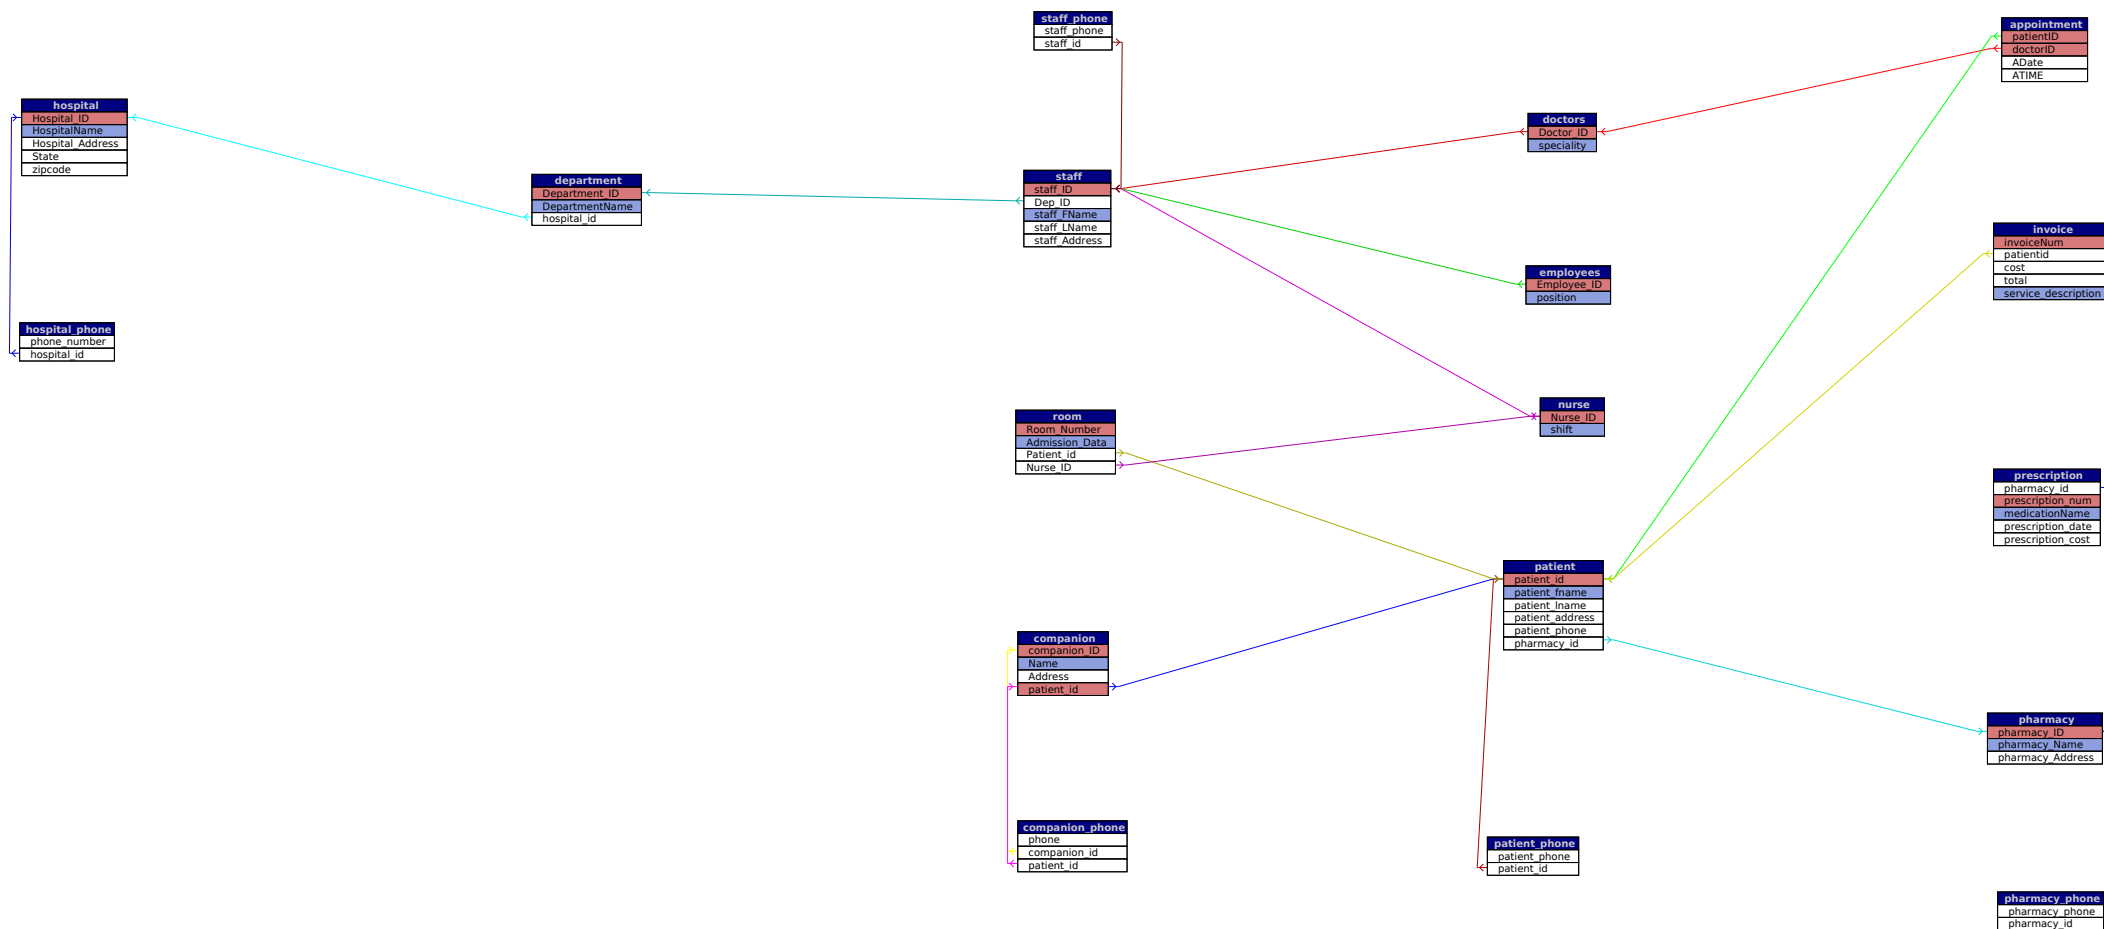 staff_phone
staff_phone
staff_id
appointment
patientID
doctorID
ADate
ATIME
hospital
Hospital_ID
HospitalName
Hospital_Address
State
zipcode
doctors
Doctor_ID
speciality
department
Department_ID
DepartmentName
hospital_id
staff
staff_ID
Dep_ID
staff_FName
staff_LName
staff_Address
invoice
invoiceNum
patientid
cost
total
service_description
employees
Employee_ID
position
hospital_phone
phone_number
hospital_id
nurse
Nurse_ID
shift
room
Room_Number
Admission_Data
Patient_id
Nurse_ID
prescription
pharmacy_id
prescription_num
medicationName
prescription_date
prescription_cost
patient
patient_id
patient_fname
patient_lname
patient_address
patient_phone
pharmacy_id
companion
companion_ID
Name
Address
patient_id
pharmacy
pharmacy_ID
pharmacy_Name
pharmacy_Address
companion_phone
phone
companion_id
patient_id
patient_phone
patient_phone
patient_id
pharmacy_phone
pharmacy_phone
pharmacy_id